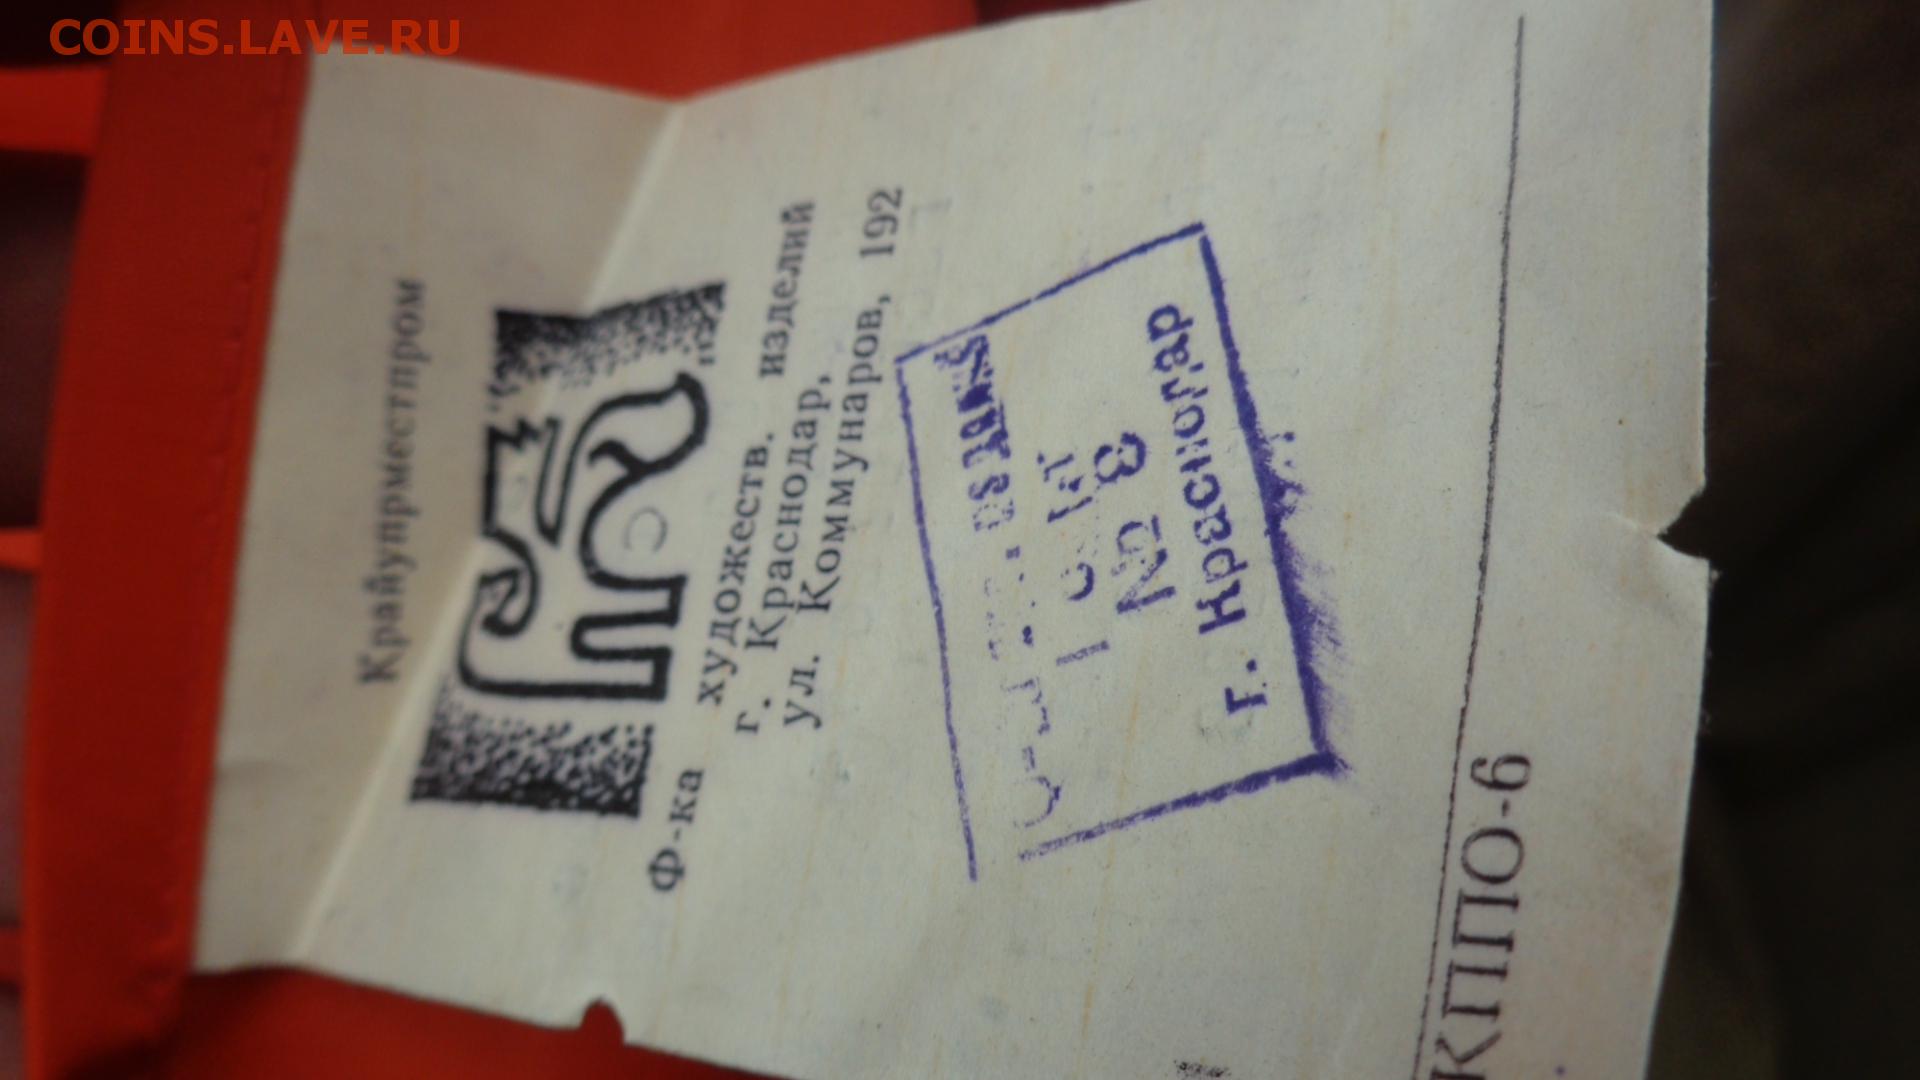 COINS.LAVE.RU
Крайупрместпром
Ф-ка художеств. изделий
г. Краснодар,
ул. Коммунаров, 192
№ 8
г. Краснодар
КППО-6